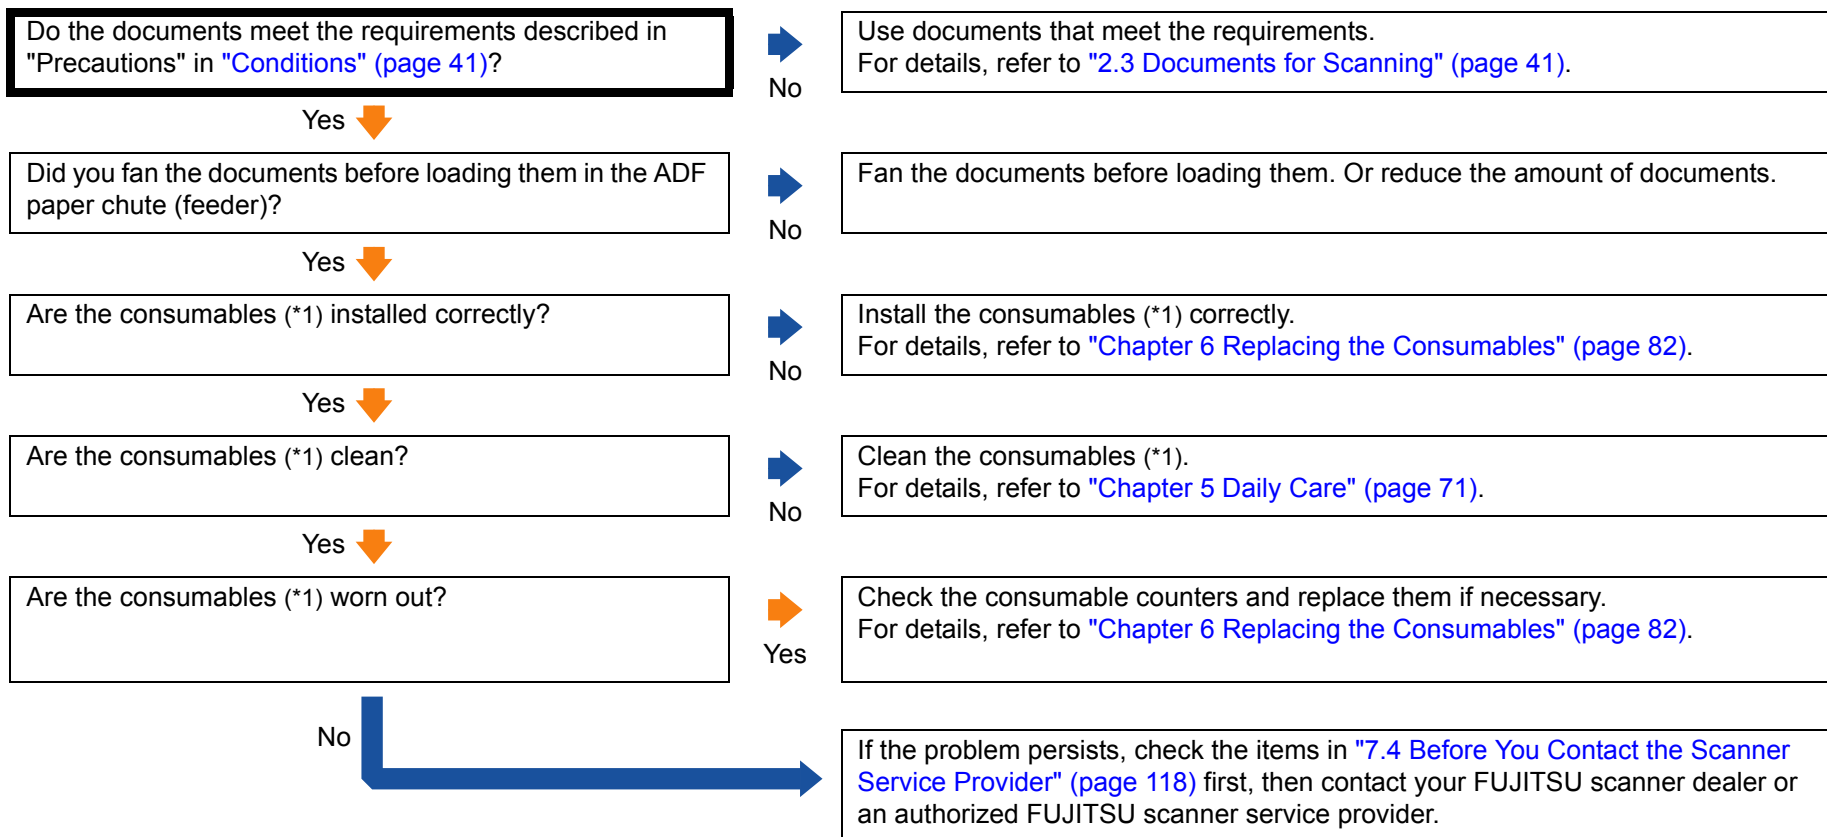 Do the documents meet the requirements described in
"Precautions" in "Conditions" (page 41)?
No
Use documents that meet the requirements.
For details, refer to "2.3 Documents for Scanning" (page 41).
Yes
Did you fan the documents before loading them in the ADF
paper chute (feeder)?
No
Fan the documents before loading them. Or reduce the amount of documents.
Yes
Are the consumables (*1) installed correctly?
No
Install the consumables (*1) correctly.
For details, refer to "Chapter 6 Replacing the Consumables" (page 82).
Yes
Are the consumables (*1) clean?
No
Clean the consumables (*1).
For details, refer to "Chapter 5 Daily Care" (page 71).
Yes
Are the consumables (*1) worn out?
Yes
Check the consumable counters and replace them if necessary.
For details, refer to "Chapter 6 Replacing the Consumables" (page 82).
No
If the problem persists, check the items in "7.4 Before You Contact the Scanner
Service Provider" (page 118) first, then contact your FUJITSU scanner dealer or
an authorized FUJITSU scanner service provider.